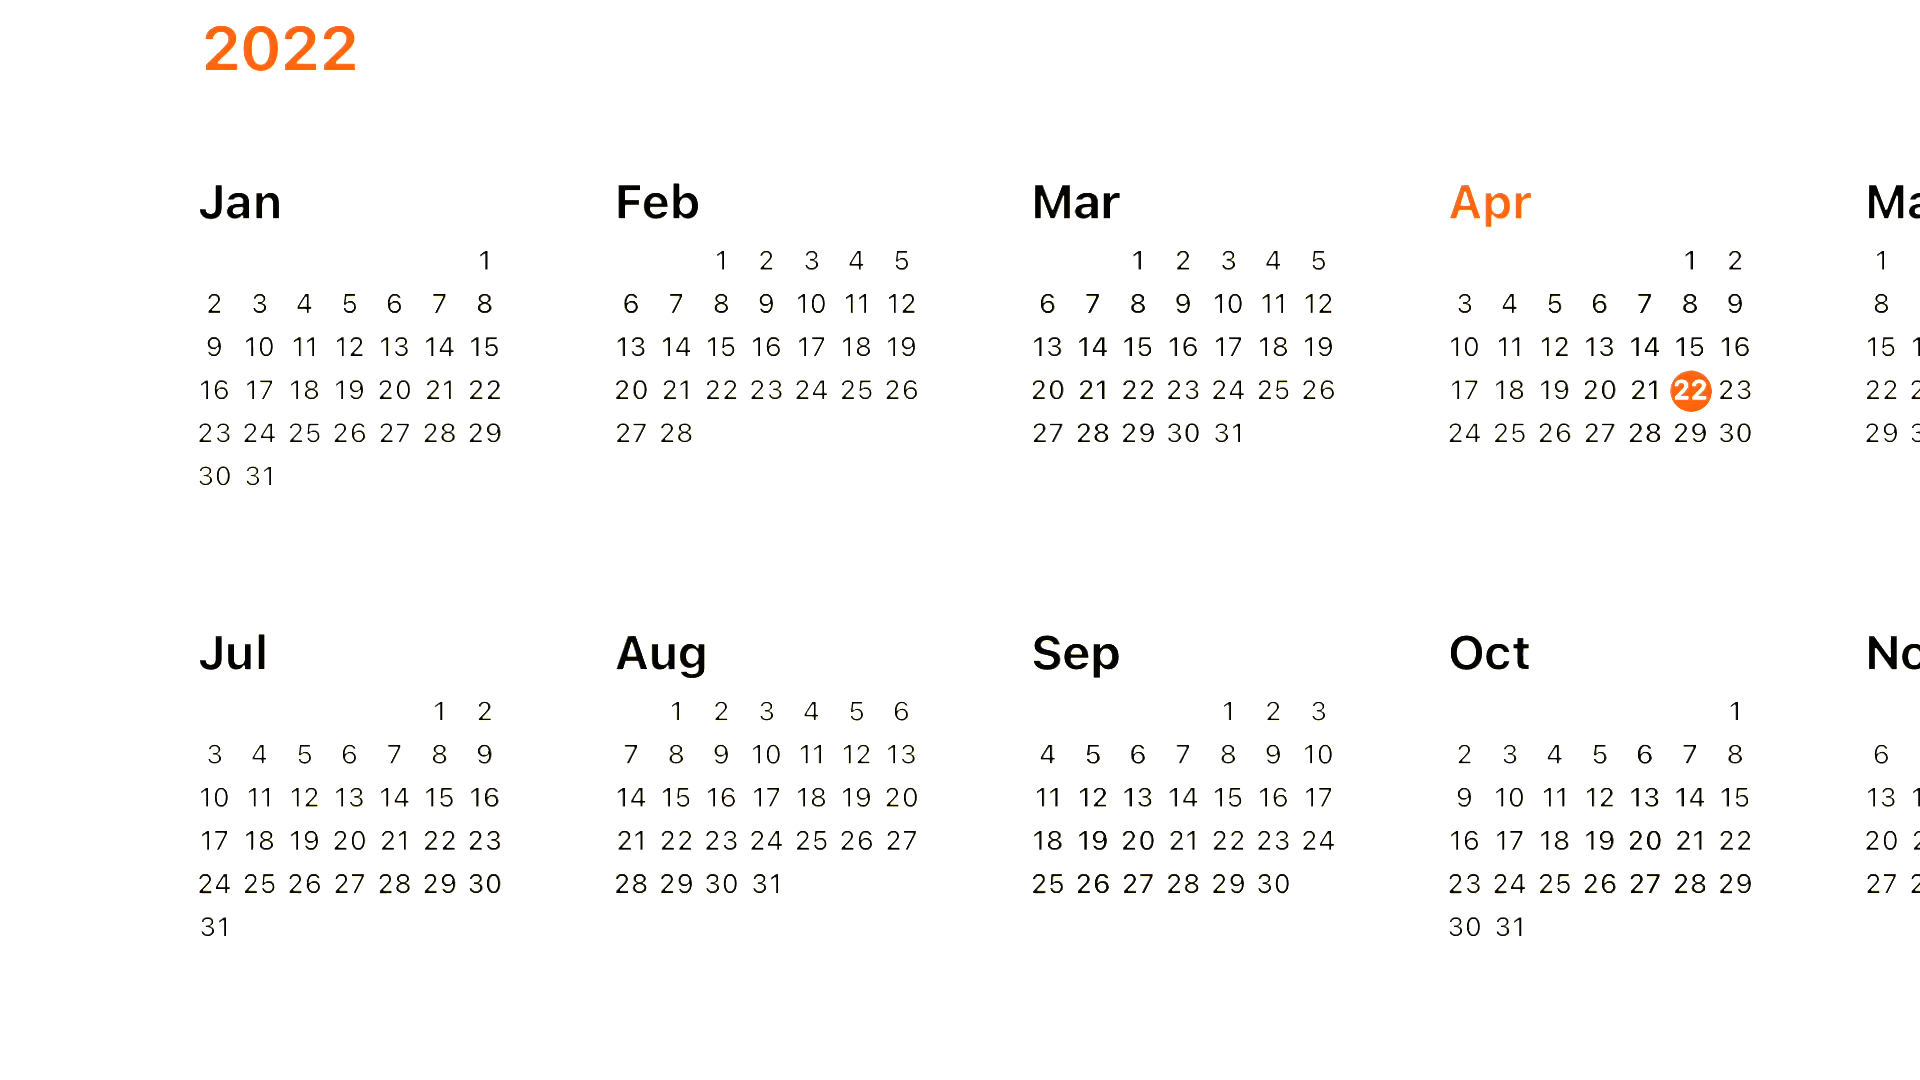 2022
Jan
1
2 3 4 5 6 7 8
9 10 11 12 13 14 15
16 17 18 19 20 21 22
23 24 25 26 27 28 29
30 31
Feb
1 2 3 4 5
6 7 8 9 10 11 12
13 14 15 16 17 18 19
20 21 22 23 24 25 26
27 28
Mar
1 2 3 4 5
6 7 8 9 10 11 12
13 14 15 16 17 18 19
20 21 22 23 24 25 26
27 28 29 30 31
Apr
1 2
3 4 5 6 7 8 9
10 11 12 13 14 15 16
17 18 19 20 21 22 23
24 25 26 27 28 29 30
Ma
1
8
15
22
29
Jul
1 2
3 4 5 6 7 8 9
10 11 12 13 14 15 16
17 18 19 20 21 22 23
24 25 26 27 28 29 30
31
Aug
1 2 3 4 5 6
7 8 9 10 11 12 13
14 15 16 17 18 19 20
21 22 23 24 25 26 27
28 29 30 31
Sep
1 2 3
4 5 6 7 8 9 10
11 12 13 14 15 16 17
18 19 20 21 22 23 24
25 26 27 28 29 30
Oct
1
2 3 4 5 6 7 8
9 10 11 12 13 14 15
16 17 18 19 20 21 22
23 24 25 26 27 28 29
30 31
No
6
13
20
27